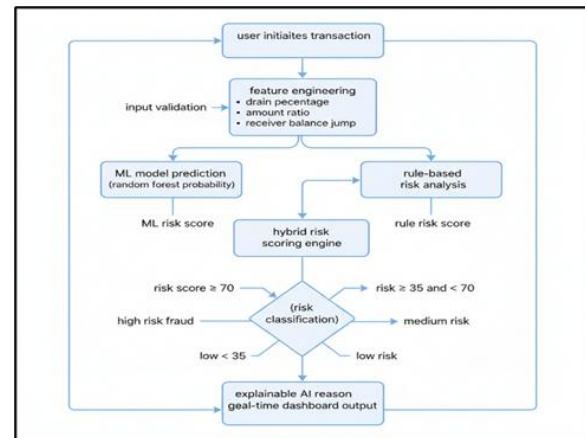 user initiaites transaction
feature engineering
• drain pecentage
• amount ratio
• receiver balance jump
input validation
ML model prediction
(random forest probability)
rule-based
risk analysis
ML risk score
rule risk score
hybrid risk
scoring engine
risk score ≥ 70
risk ≥ 35 and < 70
(risk
classification)
high risk fraud
medium risk
low < 35
low risk
explainable AI reason
geal-time dashboard output